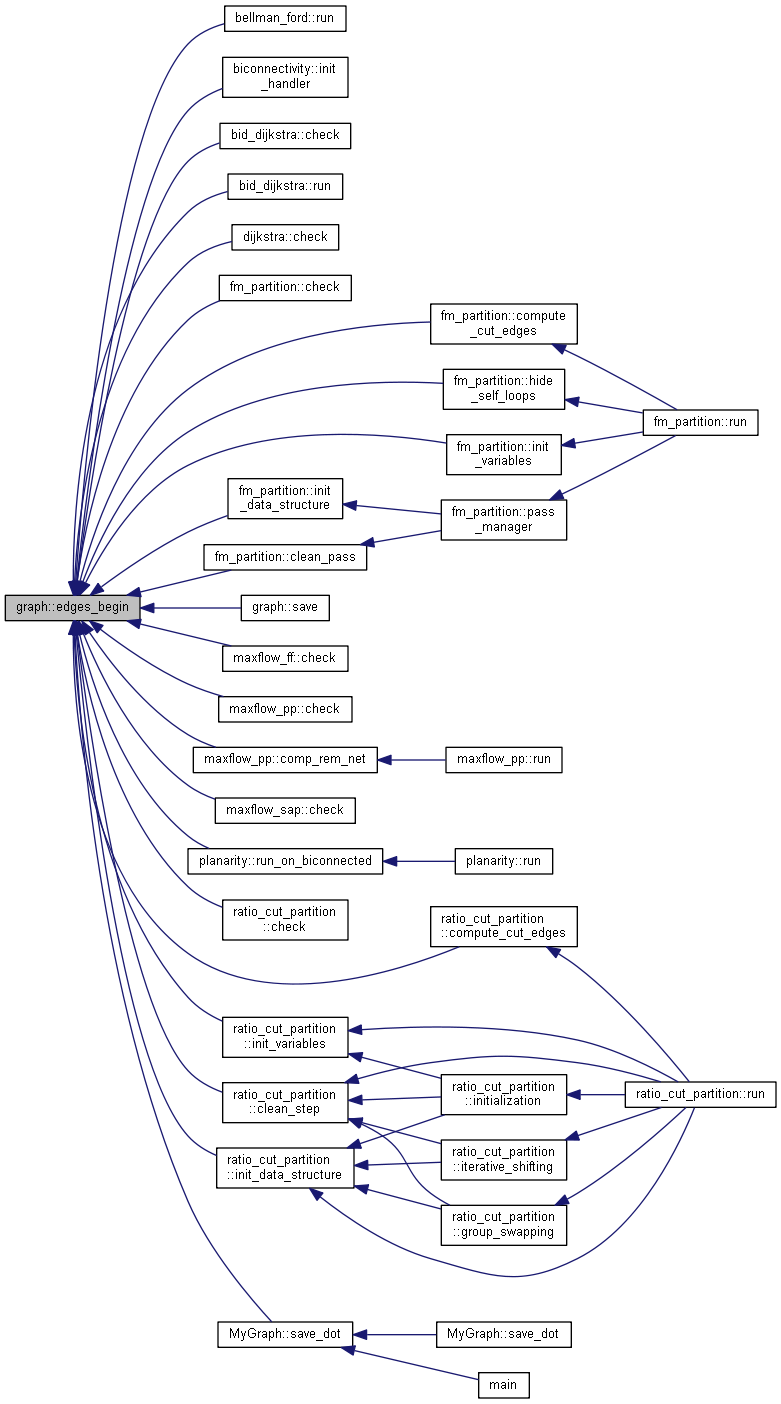 bellman_ford::run
biconnectivity::init
_handler
bid_dijkstra::check
bid_dijkstra::run
dijkstra::check
fm_partition::check
fm_partition::compute
_cut_edges
fm_partition::hide
_self_loops
fm_partition::run
fm_partition::init
_variables
fm_partition::init
_data_structure
fm_partition::pass
_manager
fm_partition::clean_pass
graph::edges_begin
graph::save
maxflow_ff::check
maxflow_pp::check
maxflow_pp::comp_rem_net
maxflow_pp::run
maxflow_sap::check
planarity::run_on_biconnected
planarity::run
ratio_cut_partition
::check
ratio_cut_partition
::compute_cut_edges
ratio_cut_partition
::init_variables
ratio_cut_partition
::clean_step
ratio_cut_partition
::initialization
ratio_cut_partition::run
ratio_cut_partition
::init_data_structure
ratio_cut_partition
::iterative_shifting
ratio_cut_partition
::group_swapping
MyGraph::save_dot
MyGraph::save_dot
main